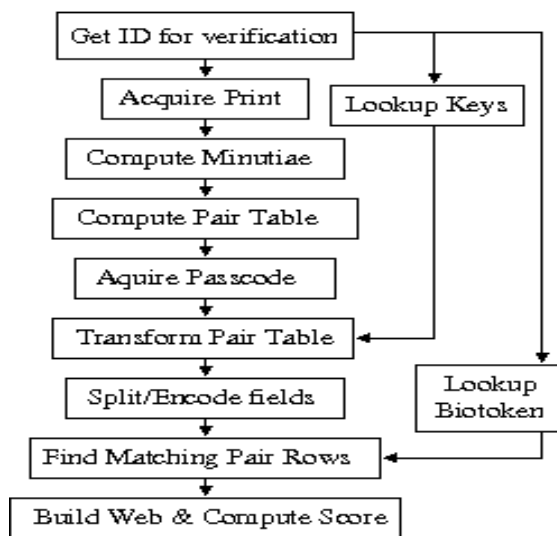 Get ID for verification
Acquire Print
Lookup Keys
Compute Minutiae
Compute Pair Table
Aquire Passcode
Transform Pair Table
Split/Encode fields
Lookup
Biotoken
Find Matching Pair Rows
Build Web & Compute Score